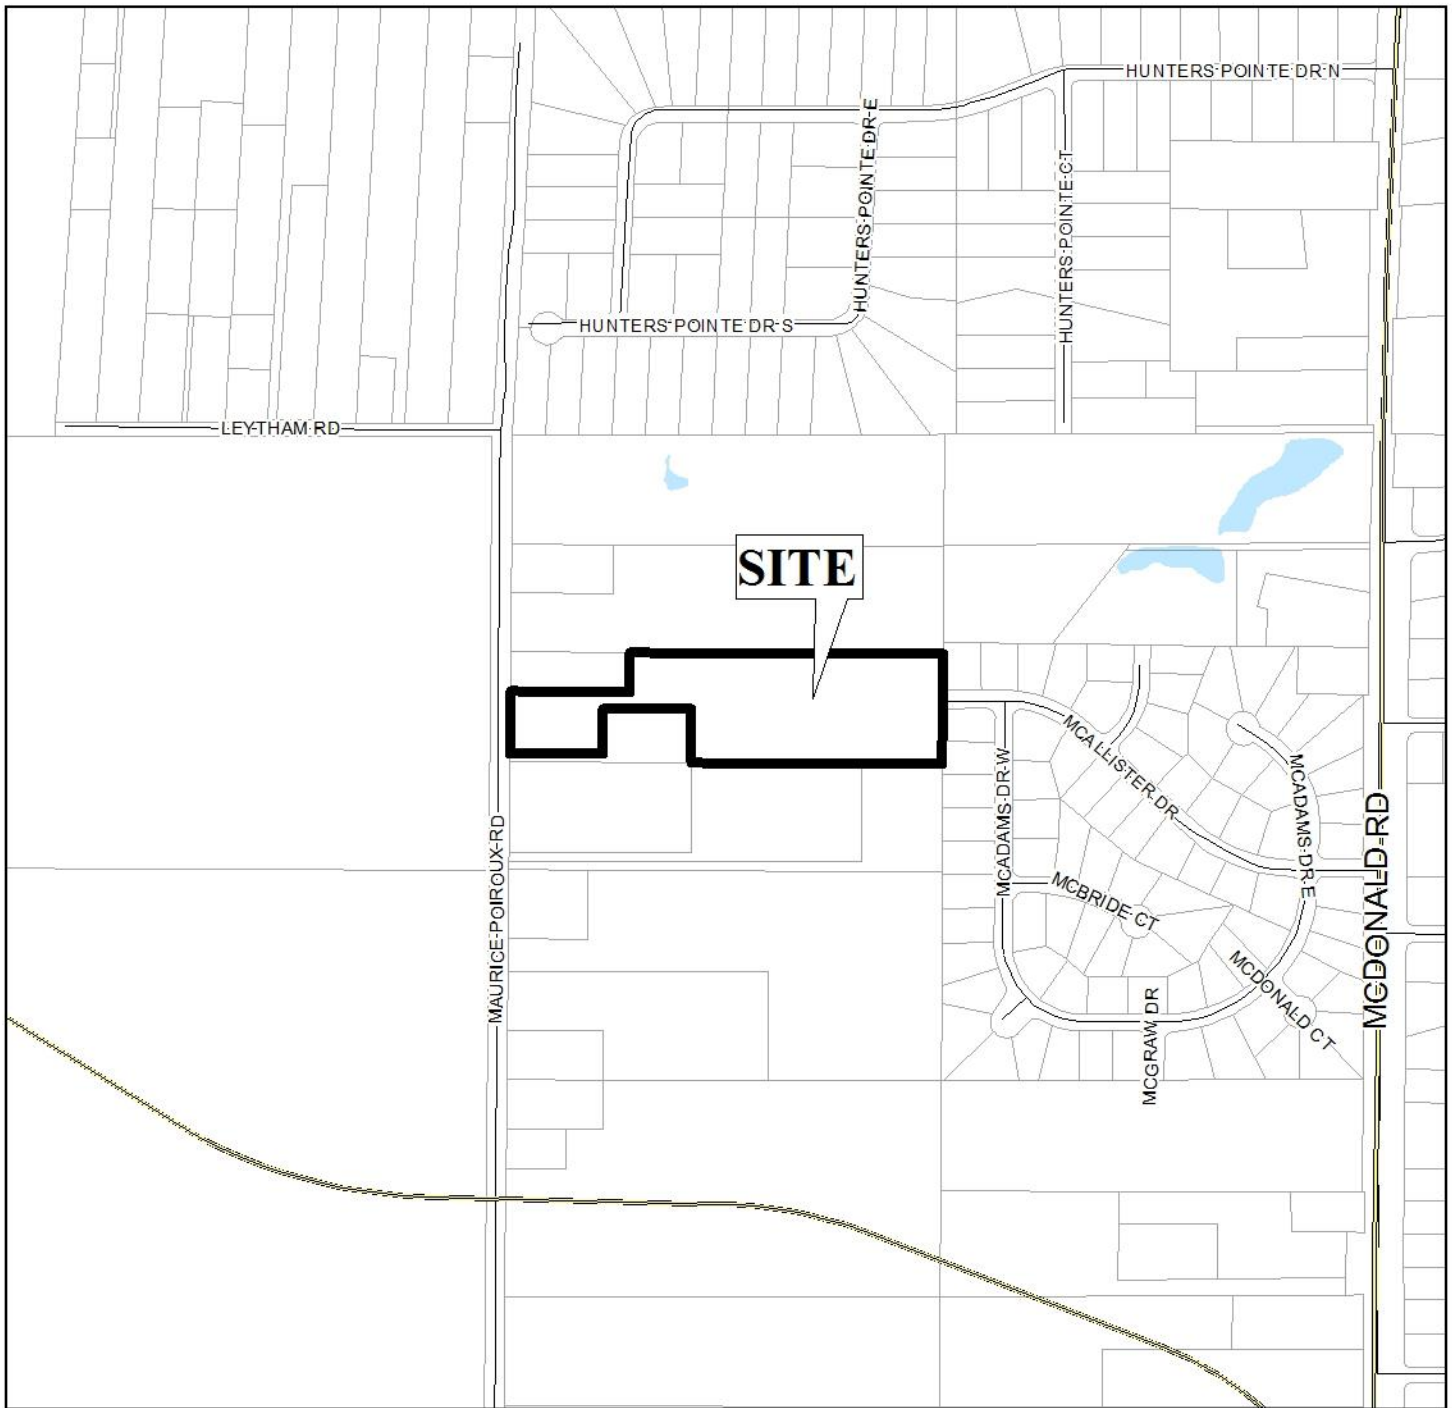 HUNTERS POINTE DR N
HUNTERS POINTE DR E
HUNTERS POINTE CT
HUNTERS POINTE DR S
LEYTHAM RD
SITE
MCALLISTER DR
MCADAMS DR W
MCADAMS DR E
MAURICE POIROUX RD
MCDONALD RD
MCBRIDE CT
MCDONALD CT
MCGRAW DR